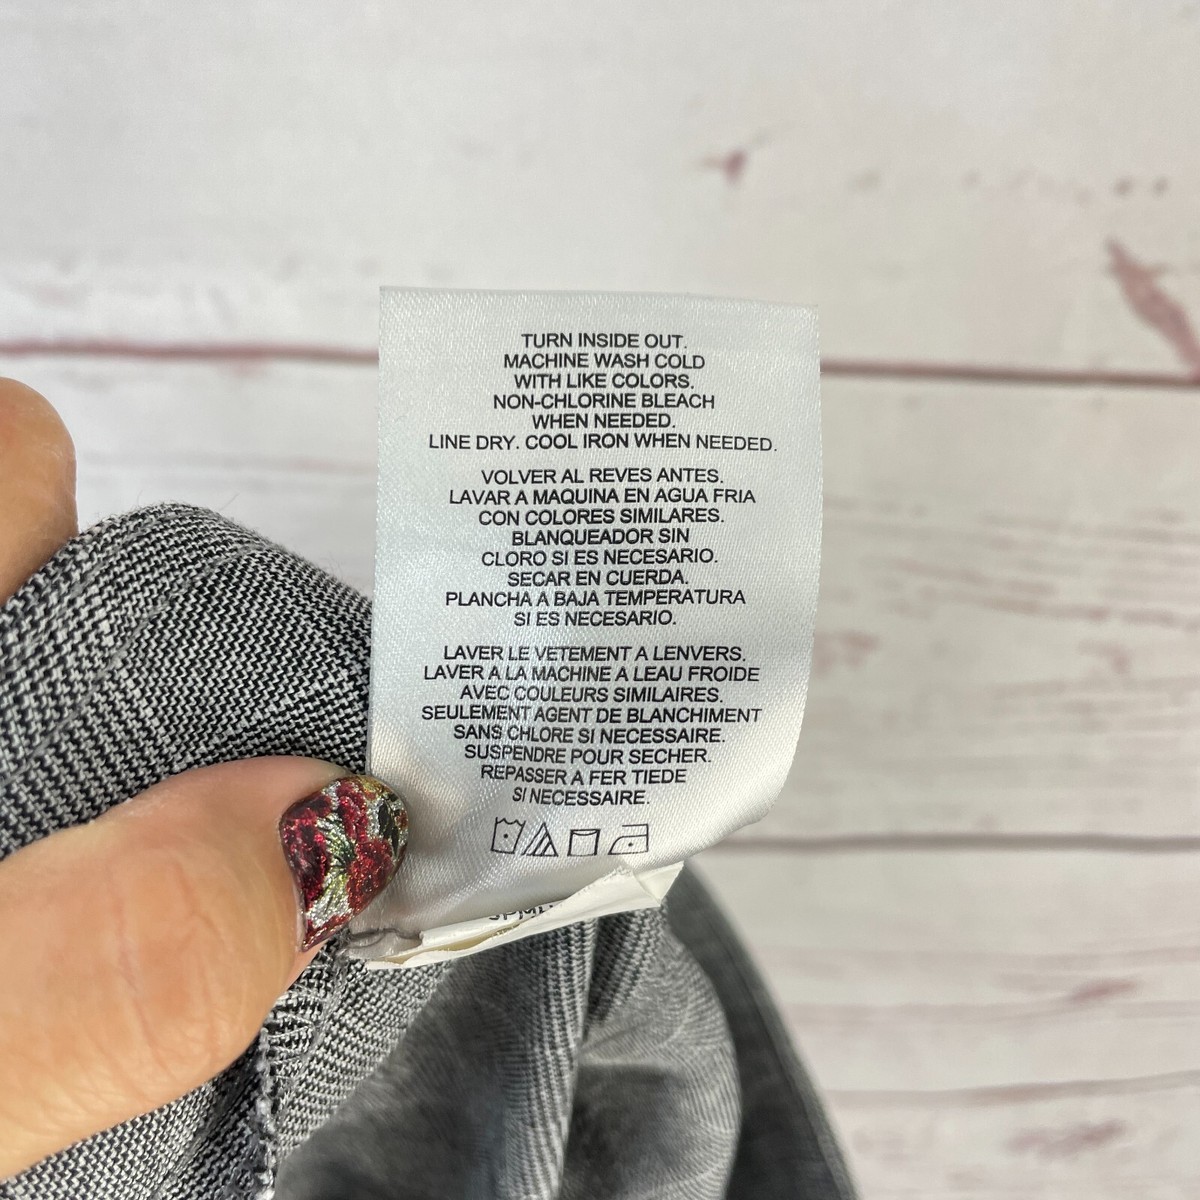 TURN INSIDE OUT.
MACHINE WASH COLD
WITH LIKE COLORS.
NON-CHLORINE BLEACH
WHEN NEEDED.
LINE DRY. COOL IRON WHEN NEEDED.
VOLVER AL REVES ANTES.
LAVAR A MAQUINA EN AGUA FRIA
CON COLORES SIMILARES.
BLANQUEADOR SIN
CLORO SI ES NECESARIO.
SECAR EN CUERDA.
PLANCHA A BAJA TEMPERATURA
SI ES NECESARIO.
LAVER LE VETEMENT A LENVERS.
LAVER A LA MACHINE A LEAU FROIDE
AVEC COULEURS SIMILAIRES.
SEULEMENT AGENT DE BLANCHIMENT
SANS CHLORE SI NECESSAIRE.
SUSPENDRE POUR SECHER.
REPASSER A FER TIEDE
SI NECESSAIRE.